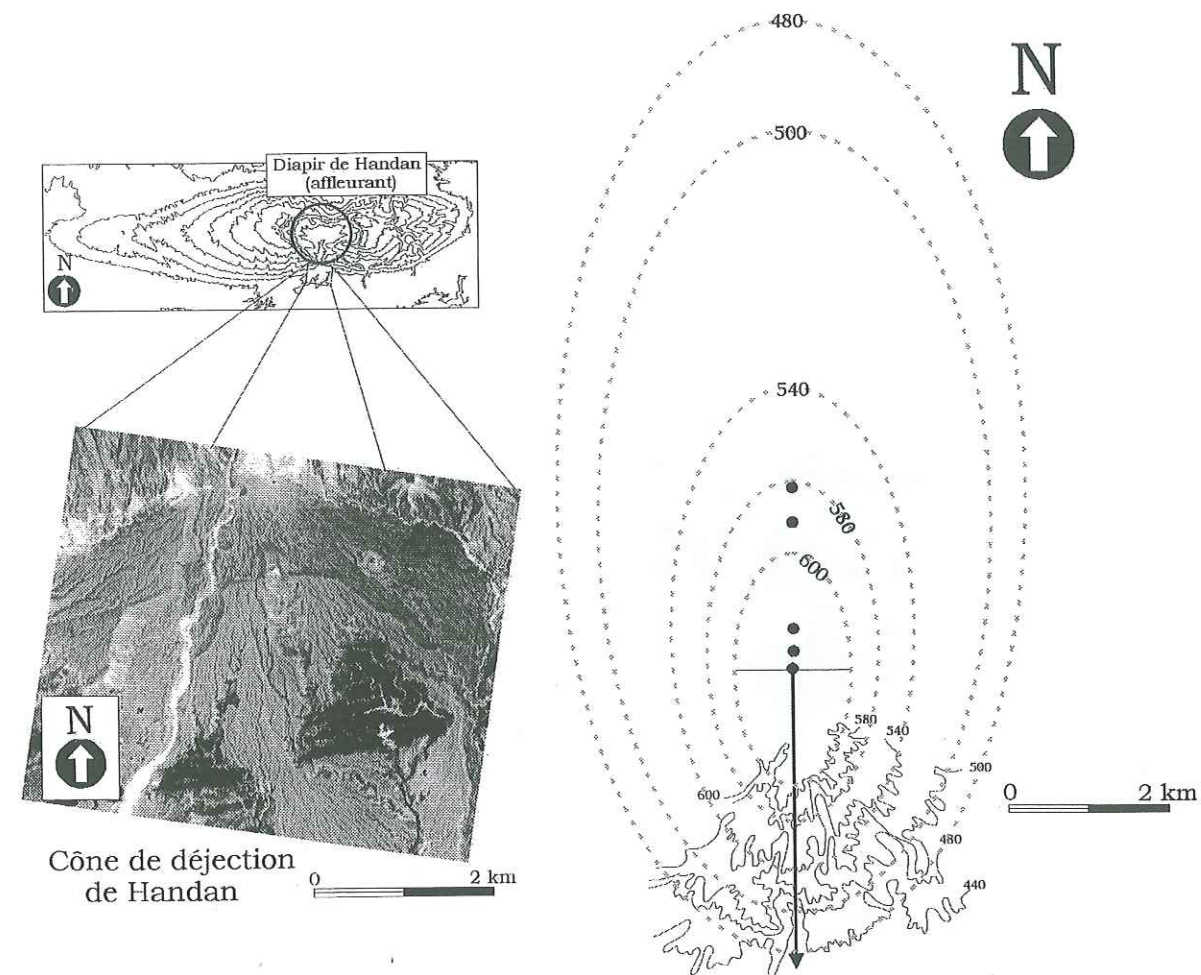 Diapir de Handan
(affleurant)
N
N
Cône de déjection
de Handan
0 2 km
N
480
500
540
580
600
600
580
540
500
480
440
0 2 km